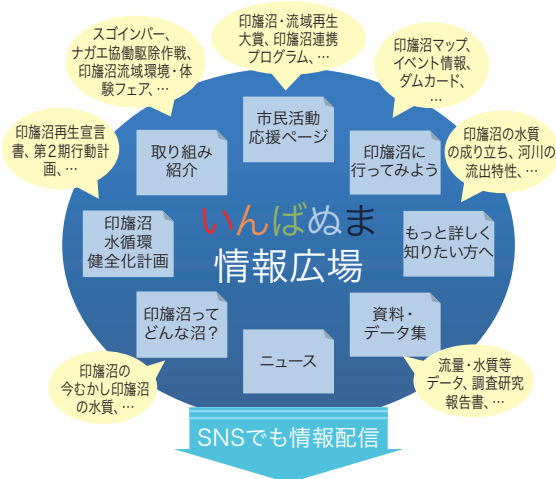 スゴインバー、
ナガエ協働駆除作戦、
印旛沼流域環境・体
験フェア、…
印旛沼・流域再生
大賞、印旛沼連携
プログラム、…
印旛沼マップ、
イベント情報、
ダムカード、
…
印旛沼再生宣言
書、第2期行動計
画、…
印旛沼の水質
の成り立ち、河川の
流出特性、…
市民活動
応援ページ
取り組み
紹介
印旛沼に
行ってみよう
印旛沼
水循環
健全化計画
いんばぬま
情報広場
もっと詳しく
知りたい方へ
印旛沼って
どんな沼？
ニュース
資料・
データ集
印旛沼の
今むかし印旛沼
の水質、…
流量・水質等
データ、調査研究
報告書、…
SNSでも情報配信